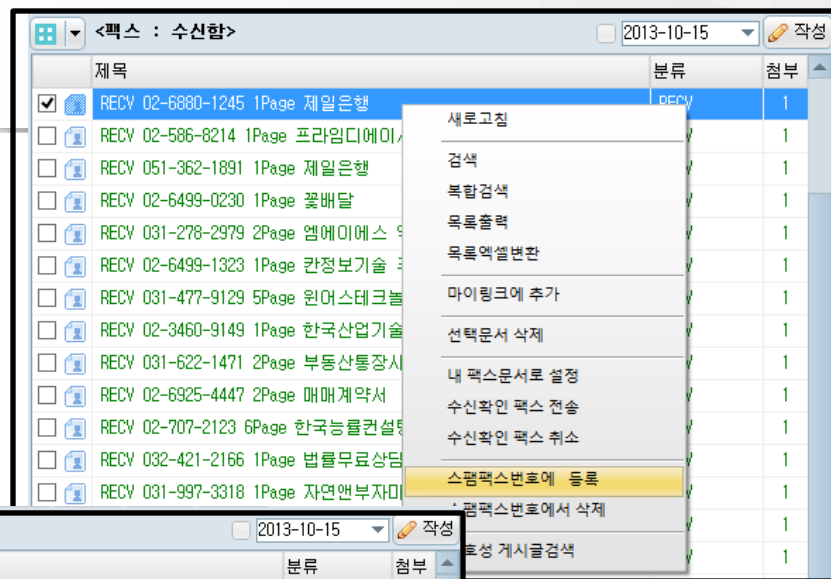 <팩스 : 수신함> 2013-10-15 작성
제목 분류 첨부
RECV 02-6880-1245 1Page 제일은행 RECV 1
RECV 02-586-8214 1Page 1
RECV 051-362-1891 1Page 제일은행 1
RECV 02-6499-0230 1Page 꽃배달 1
RECV 031-278-2979 2Page 엠에이에스 1
RECV 02-6499-1323 1Page 칸정보기술 1
RECV 031-477-9129 5Page 윈어스테크놀 1
RECV 02-3460-9149 1Page 한국산업기술 1
RECV 031-622-1471 2Page 부동산통장시 1
RECV 02-6925-4447 2Page 매매계약서 1
RECV 02-707-2123 6Page 한국능률컨설팅 1
RECV 032-421-2166 1Page 법률무료상담 1
RECV 031-997-3318 1Page 자연앤부자미 1
1
1
새로고침
검색
복합검색
목록출력
목록엑셀변환
마이링크에 추가
선택문서 삭제
내 팩스문서로 설정
수신확인 팩스 전송
수신확인 팩스 취소
스팸팩스번호에 등록
스팸팩스번호에서 삭제
호성 게시글검색
2013-10-15 작성
분류 첨부